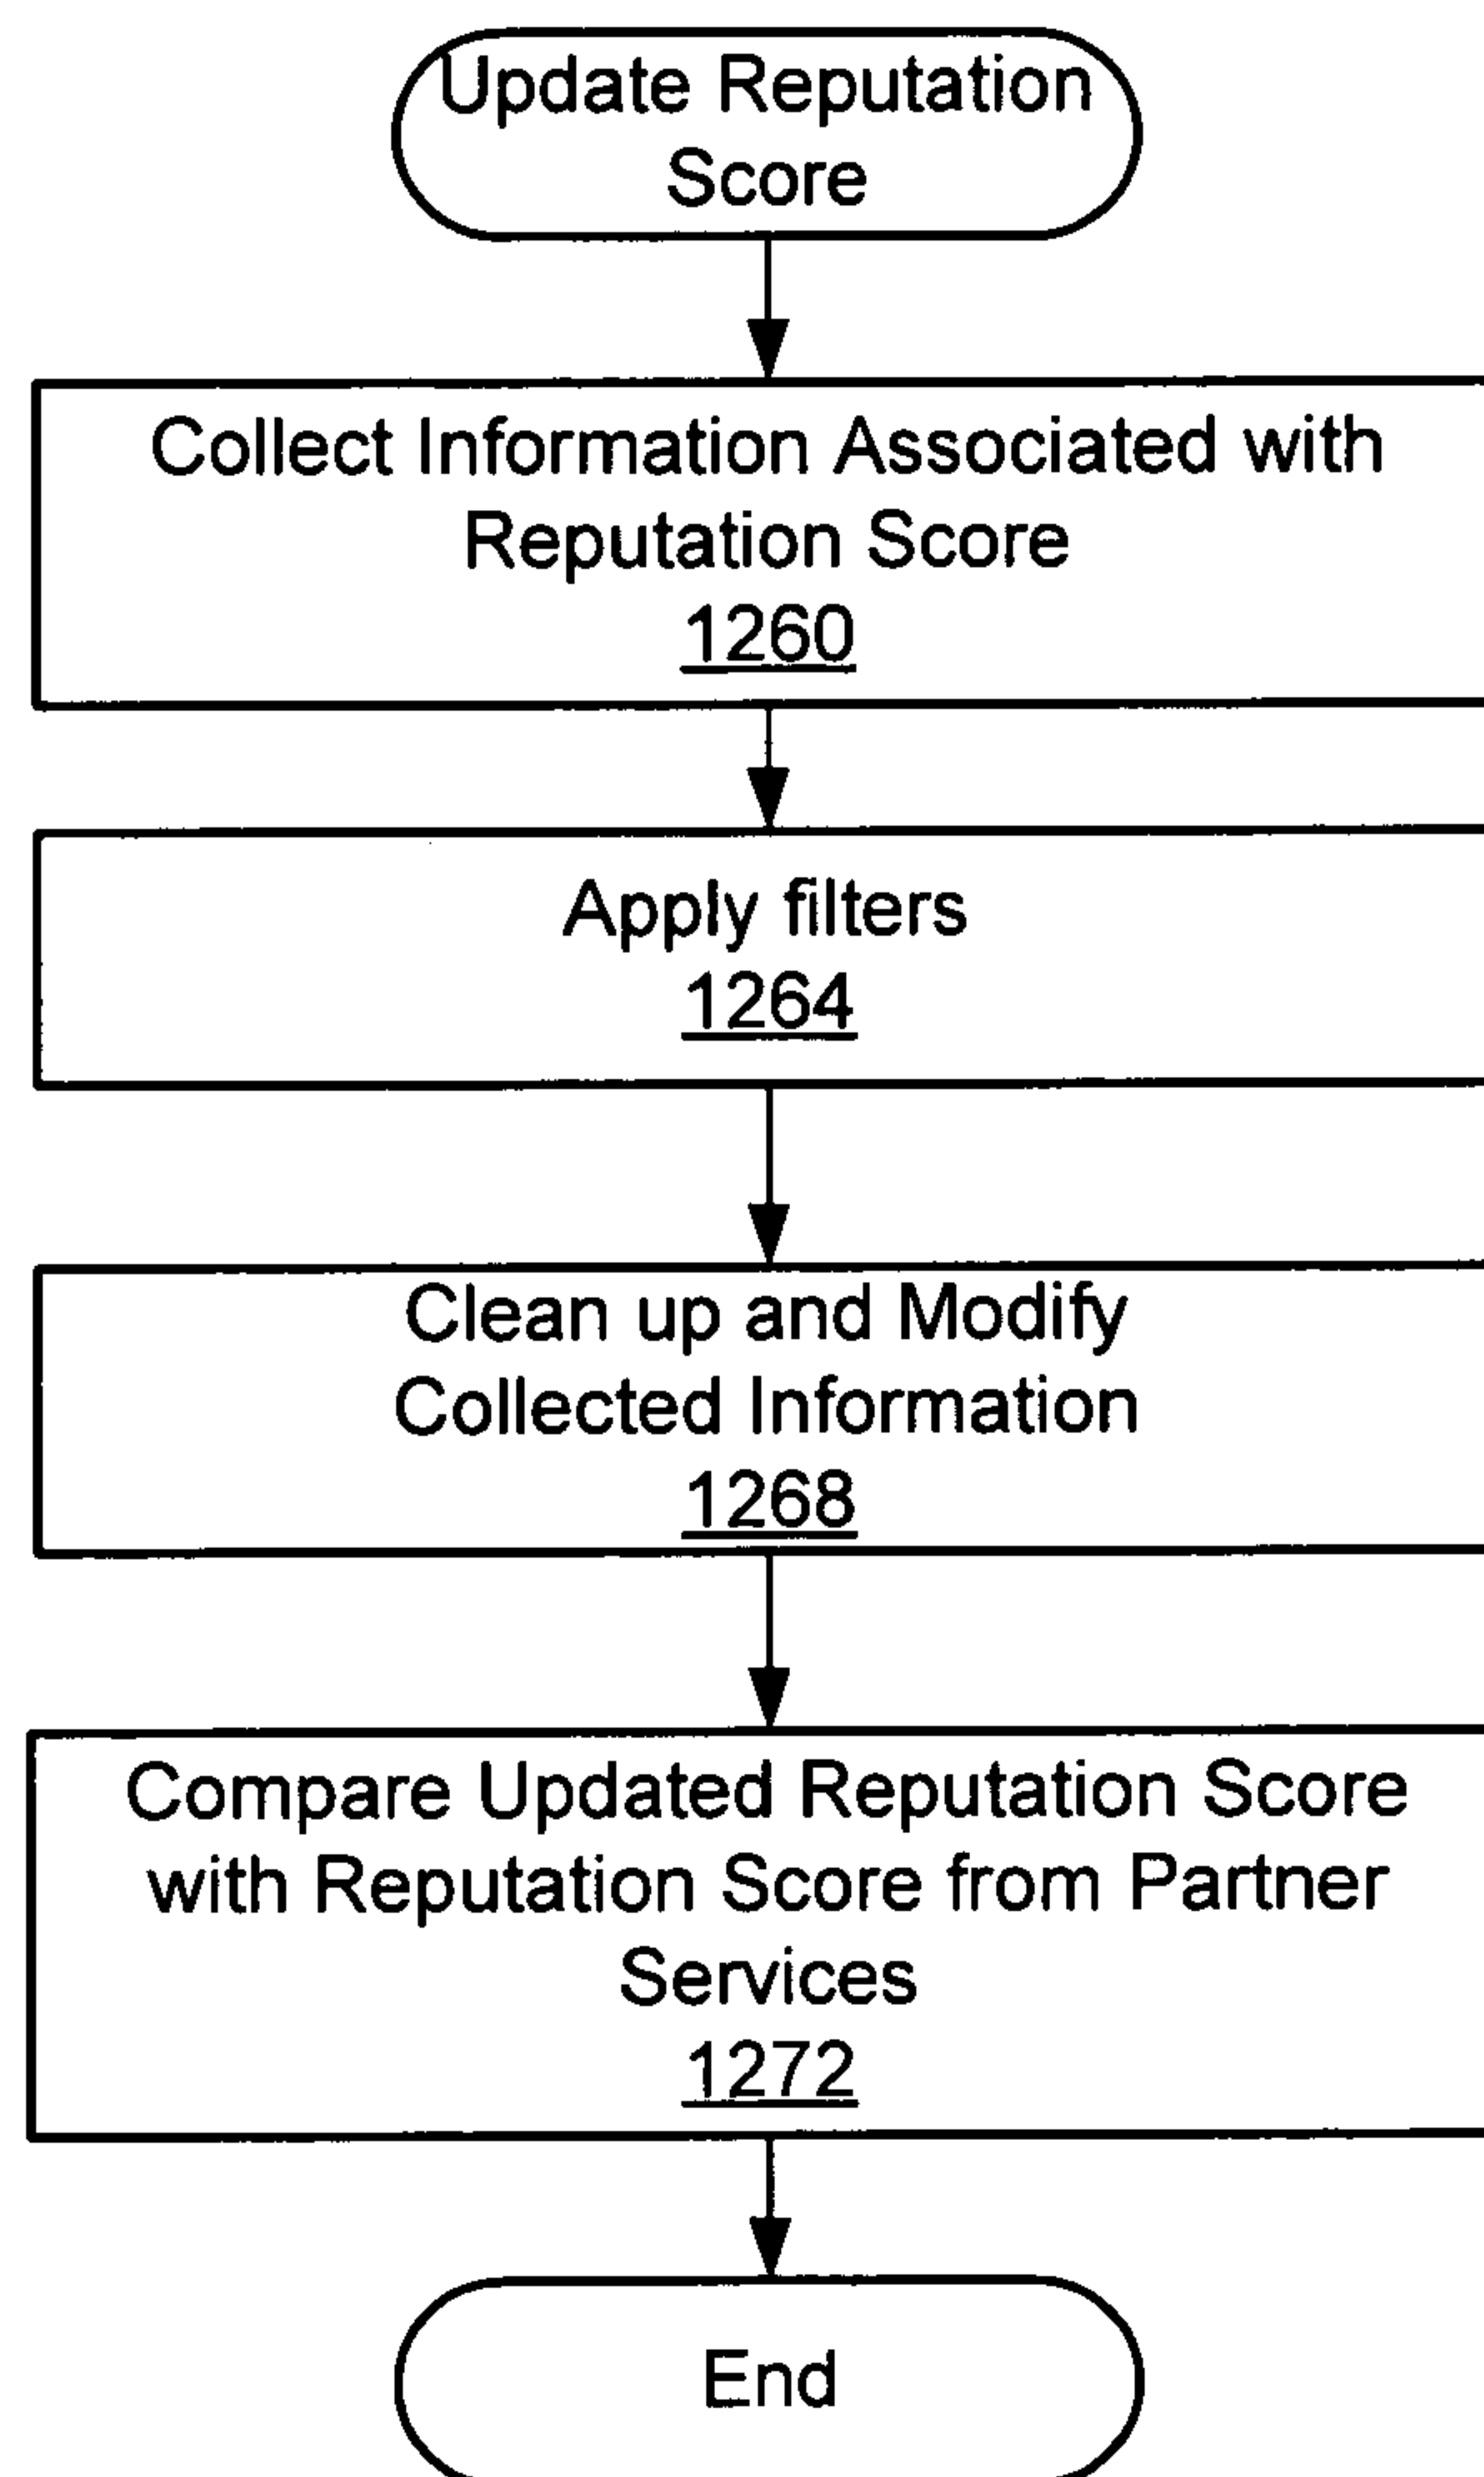 Update Reputation
Score
Collect Information Associated with
Reputation Score
1260
Apply filters
1264
Clean up and Modify
Collected Information
1268
Compare Updated Reputation Score
with Reputation Score from Partner
Services
1272
End